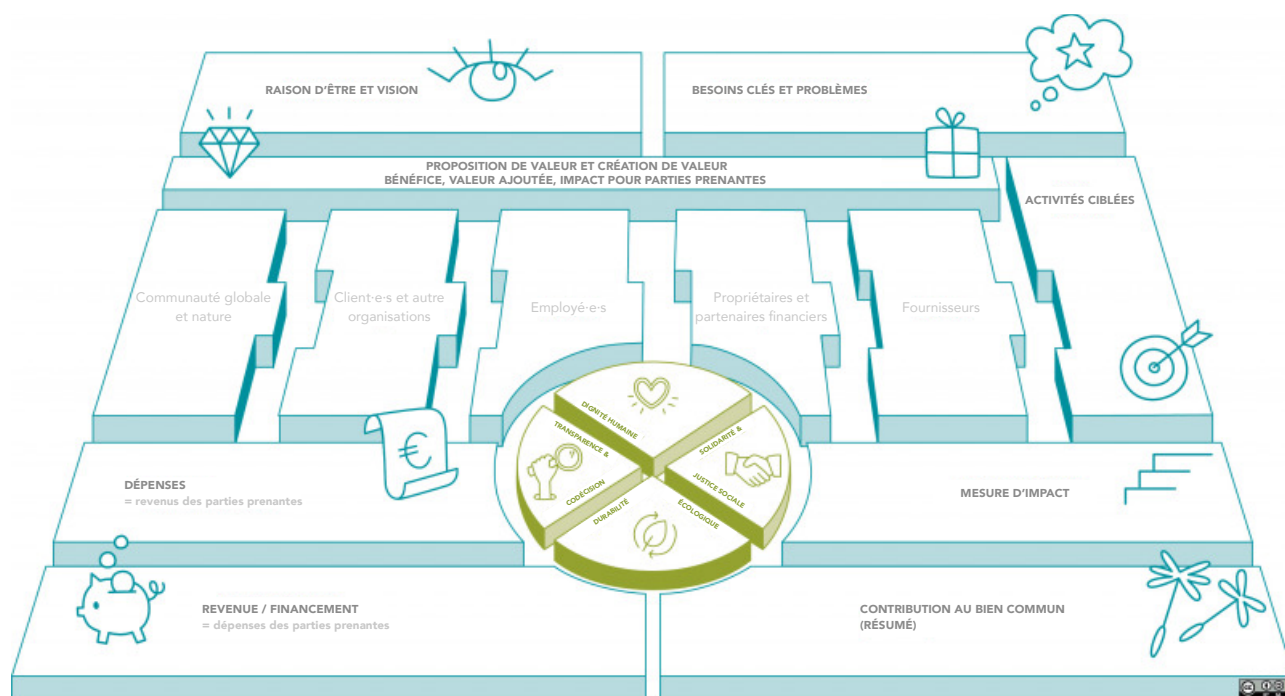 RAISON D'ÊTRE ET VISION
BESOINS CLÉS ET PROBLÈMES
PROPOSITION DE VALEUR ET CRÉATION DE VALEUR
BÉNÉFICE, VALEUR AJOUTÉE, IMPACT POUR PARTIES PRENANTES
ACTIVITÉS CIBLÉES
Communauté globale
et nature
Client·e·s et autre
organisations
Employé·e·s
Propriétaires et
partenaires financiers
Fournisseurs
DIGNITÉ HUMAINE
TRANSPARENCE &
CODÉCISION
SOLIDARITÉ &
JUSTICE SOCIALE
DURABILITÉ
ÉCOLOGIQUE
DÉPENSES
= revenus des parties prenantes
€
MESURE D'IMPACT
REVENUE / FINANCEMENT
= dépenses des parties prenantes
CONTRIBUTION AU BIEN COMMUN
(RÉSUMÉ)
cc